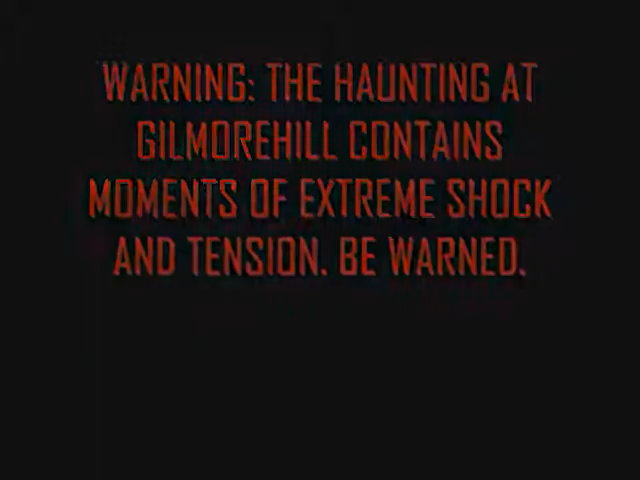 WARNING: THE HAUNTING AT
GILMOREHILL CONTAINS
MOMENTS OF EXTREME SHOCK
AND TENSION. BE WARNED.